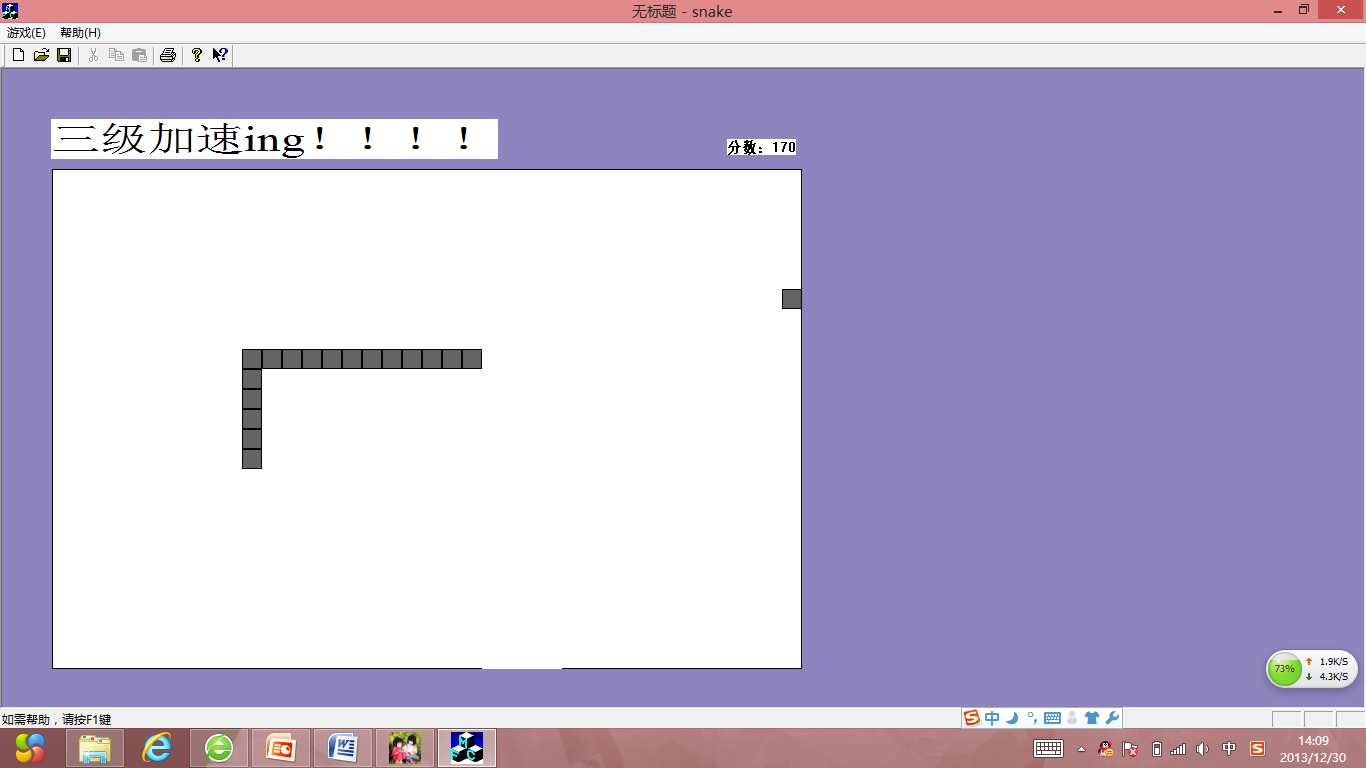 无标题 - snake
游戏(E) 帮助(H)
三级加速ing！！！！
分数：170
73%
1.9K/S
4.3K/S
如需帮助，请按F1键
中
中
14:09
2013/12/30